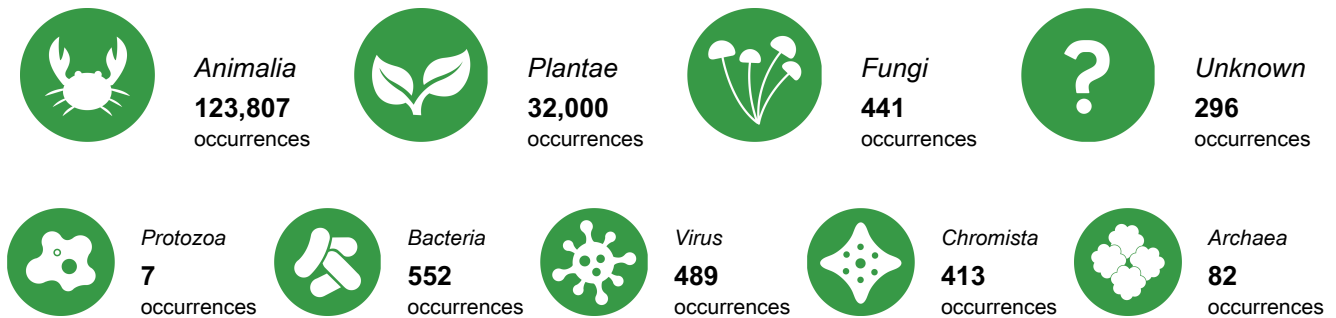 Animalia
123,807
occurrences
Plantae
32,000
occurrences
Fungi
441
occurrences
?
Unknown
296
occurrences
Protozoa
7
occurrences
Bacteria
552
occurrences
Virus
489
occurrences
Chromista
413
occurrences
Archaea
82
occurrences